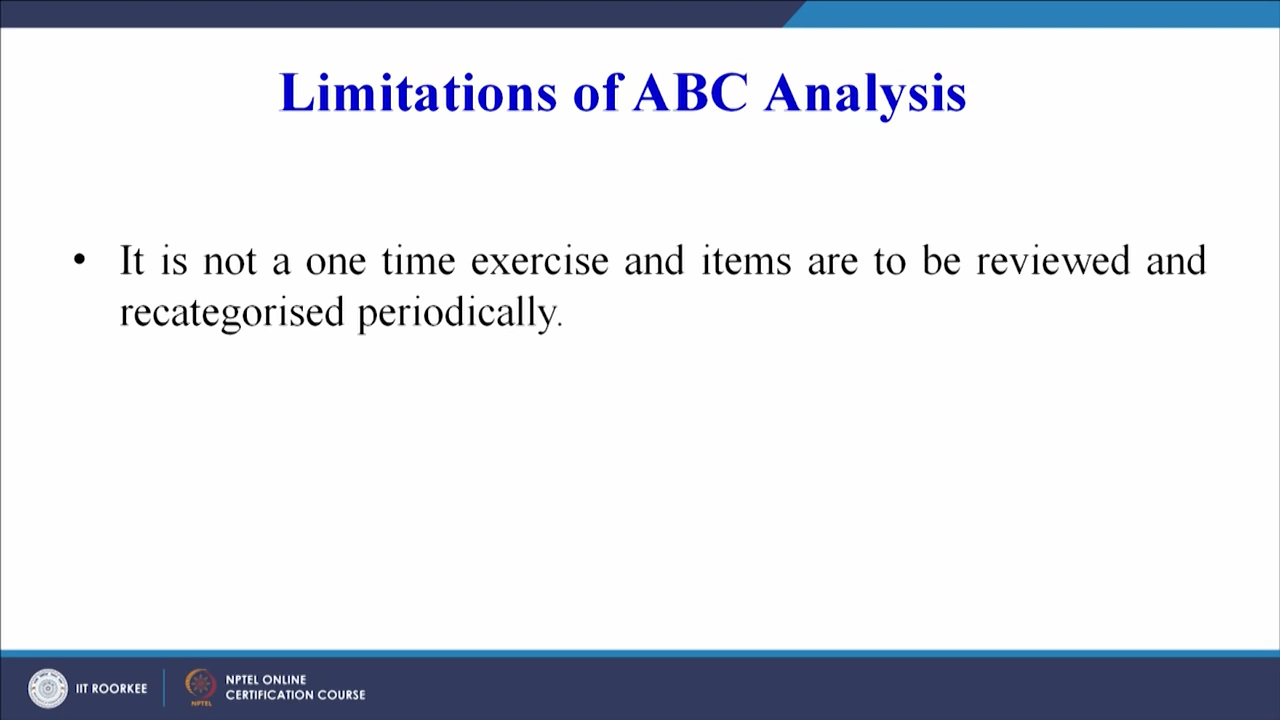 Limitations of ABC Analysis
• It is not a one time exercise and items are to be reviewed and
recategorised periodically.
IIT ROORKEE
NPTEL
NPTEL ONLINE
CERTIFICATION COURSE